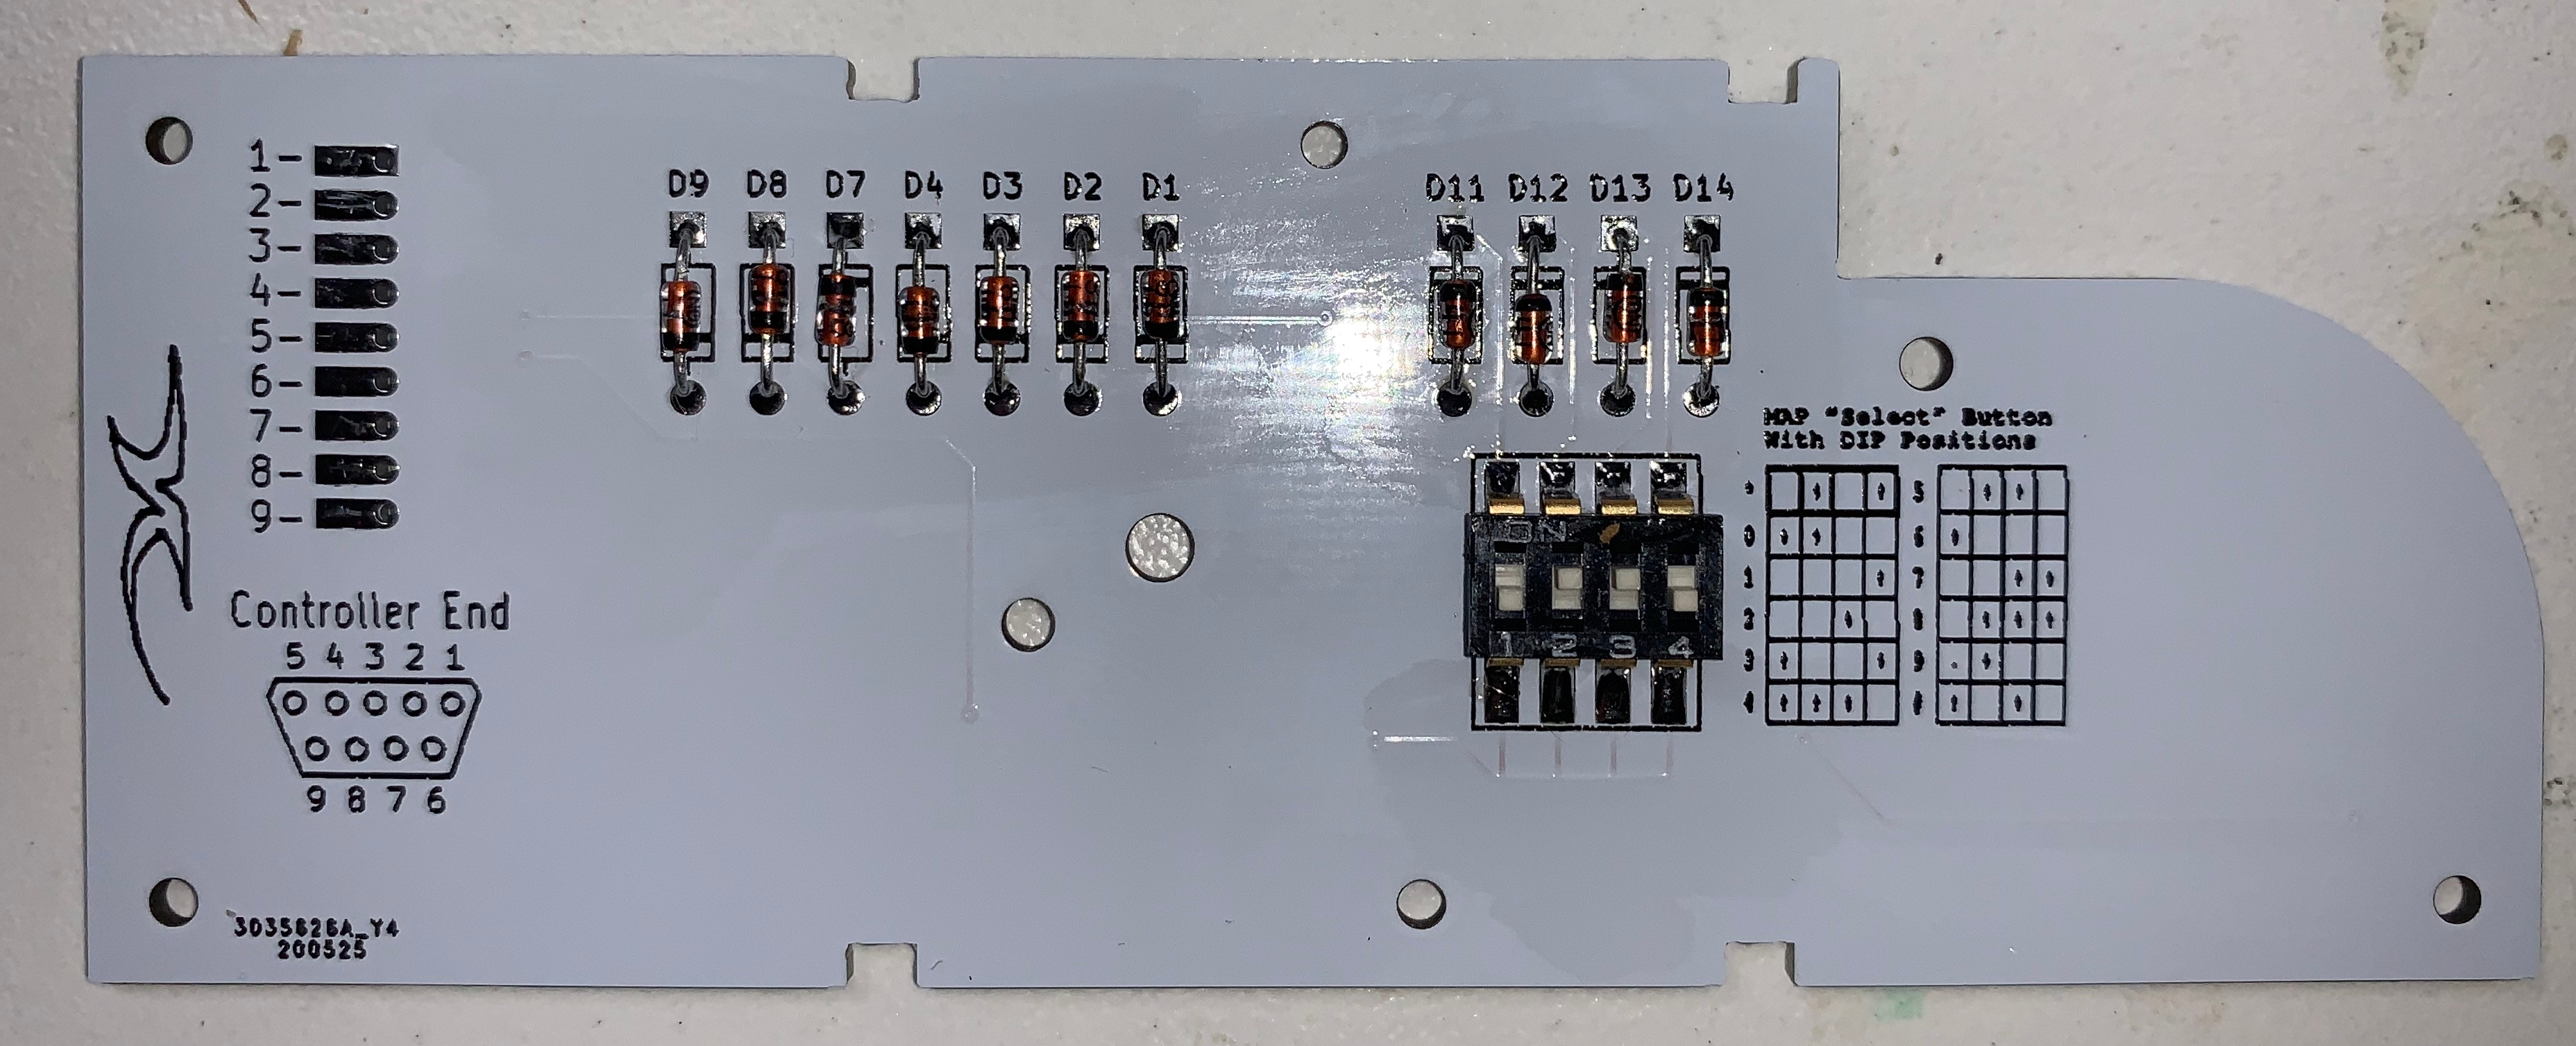 1-
2-
3-
4-
5-
6-
7-
8-
9-
D9 D8 D7 D4 D3 D2 D1
D11 D12 D13 D14
MAP "Select" Button
With DIP Positions
ON
1 2 3 4
* 5
0 6
1 7
2 8
3 9
4 #
Controller End
5 4 3 2 1
9 8 7 6
200525